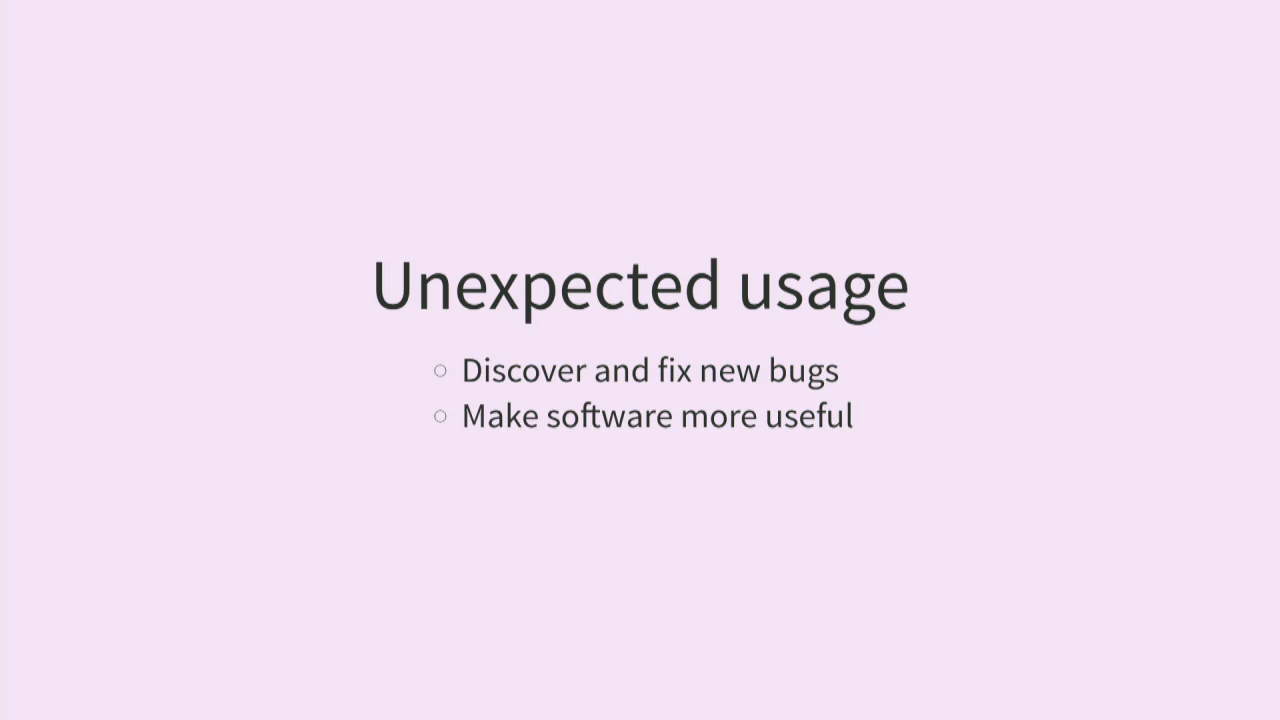 Unexpected usage
Discover and fix new bugs
Make software more useful